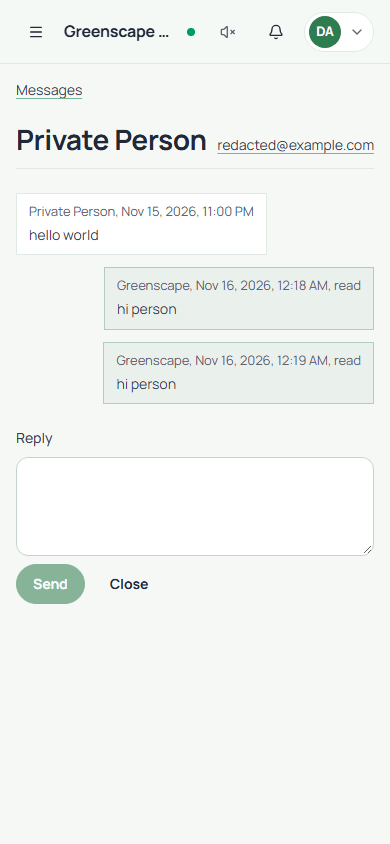 Greenscape ...
DA
Messages
Private Person redacted@example.com
Private Person, Nov 15, 2026, 11:00 PM
hello world
Greenscape, Nov 16, 2026, 12:18 AM, read
hi person
Greenscape, Nov 16, 2026, 12:19 AM, read
hi person
Reply
Send Close